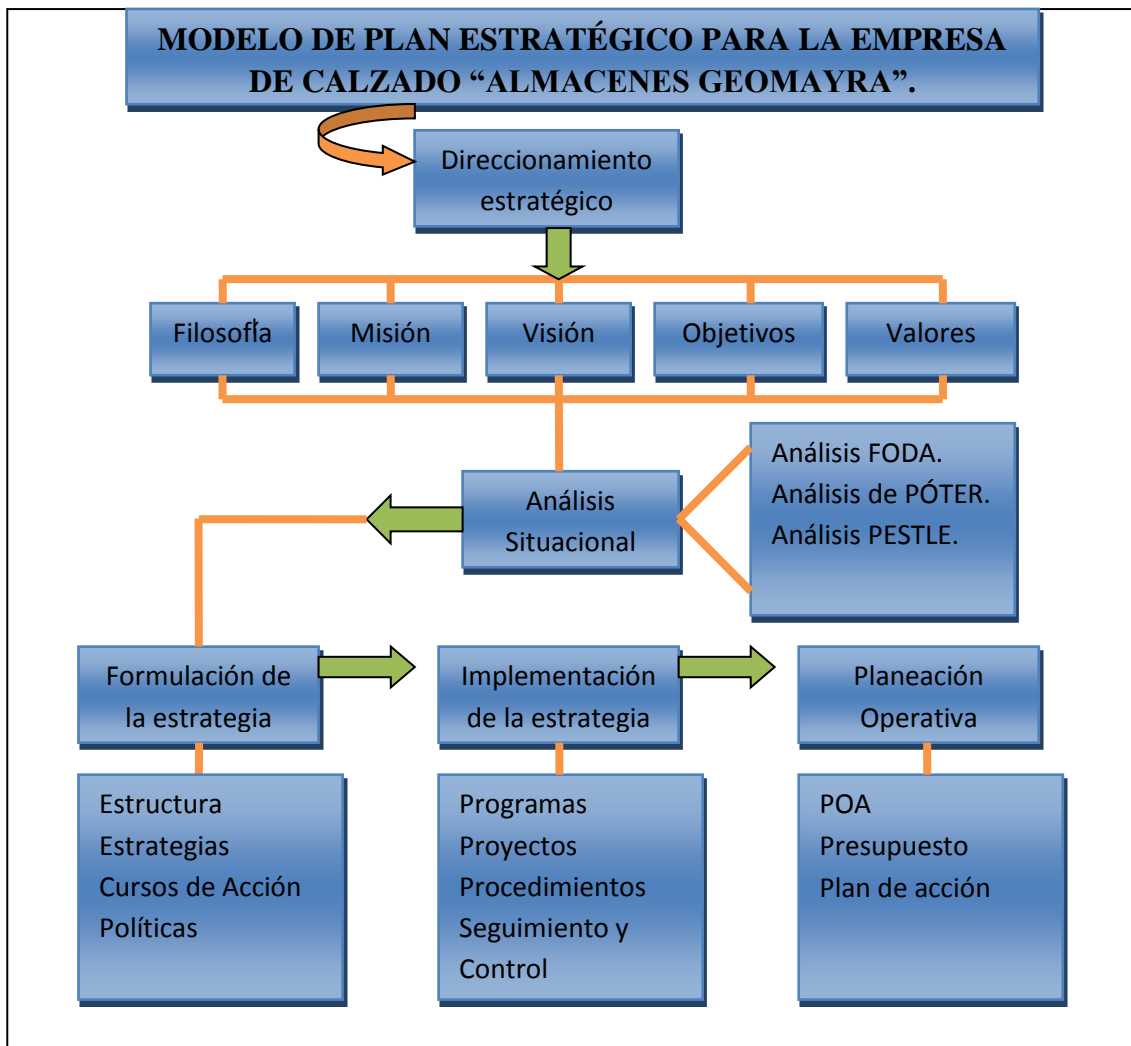 MODELO DE PLAN ESTRATÉGICO PARA LA EMPRESA
DE CALZADO “ALMACENES GEOMAYRA”.
Direccionamiento
estratégico
Filosofía
Misión
Visión
Objetivos
Valores
Análisis FODA.
Análisis de PÓTER.
Análisis PESTLE.
Análisis
Situacional
Formulación de
la estrategia
Implementación
de la estrategia
Planeación
Operativa
Estructura
Estrategias
Cursos de Acción
Políticas
Programas
Proyectos
Procedimientos
Seguimiento y
Control
POA
Presupuesto
Plan de acción